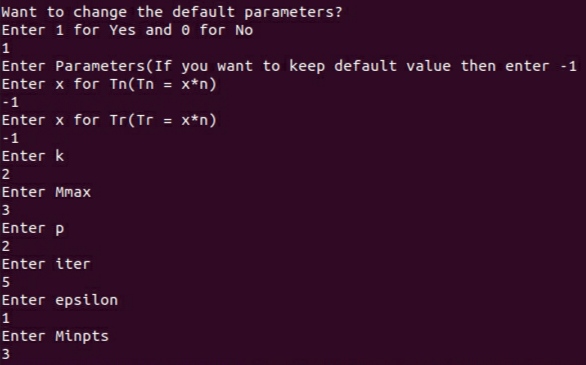 Want to change the default parameters?
Enter 1 for Yes and 0 for No
1
Enter Parameters(If you want to keep default value then enter -1
Enter x for Tn(Tn = x*n)
-1
Enter x for Tr(Tr = x*n)
-1
Enter k
2
Enter Mmax
3
Enter p
2
Enter iter
5
Enter epsilon
1
Enter Minpts
3